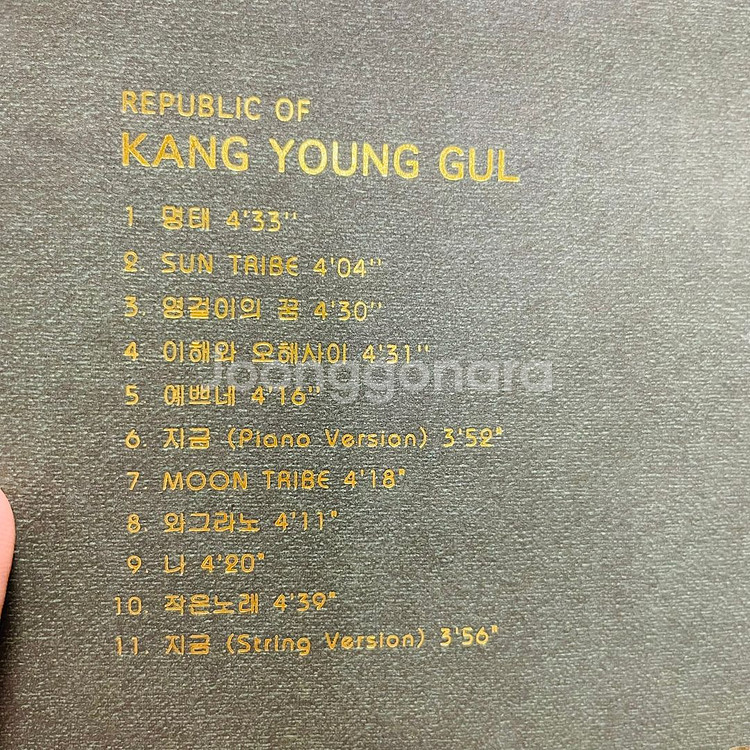 REPUBLIC OF
KANG YOUNG GUL
1 명태 4'33''
2. SUN TRIBE 4'04''
3. 영걸이의 꿈 4'30''
4 이해와 오해사이 4'31''
Joonggonara
5 예쁘네 4'16''
6. 지금 (Piano Version) 3'52"
7 MOON TRIBE 4'18"
8. 와그라노 4'11"
9 나 4'20"
10 작은노래 4'39"
11. 지금 (String Version) 3'56"